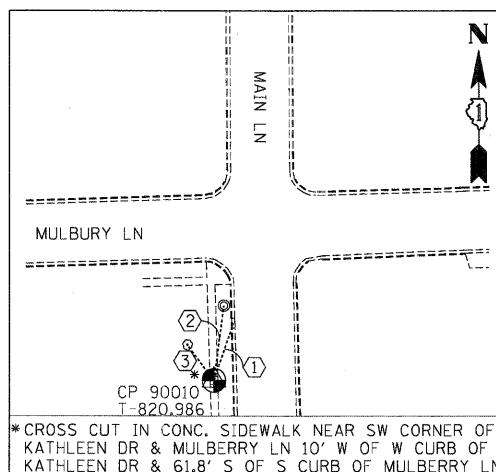 N
1
MAIN LN
MULBURY LN
2
1
3
*
CP 90010
T-820.986
* CROSS CUT IN CONC. SIDEWALK NEAR SW CORNER OF
KATHLEEN DR & MULBERRY LN 10' W OF W CURB OF
KATHLEEN DR & 61.8' S OF S CURB OF MULBERRY LN